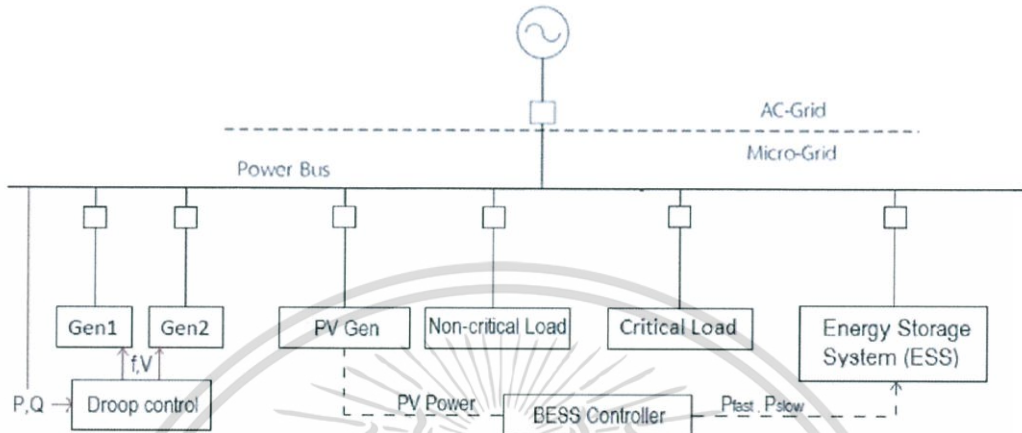 AC-Grid
Micro-Grid
Power Bus
Gen1
Gen2
PV Gen
Non-critical Load
Critical Load
Energy Storage
System (ESS)
f,V
P,Q
Droop control
PV Power
BESS Controller
Pfast Pslow